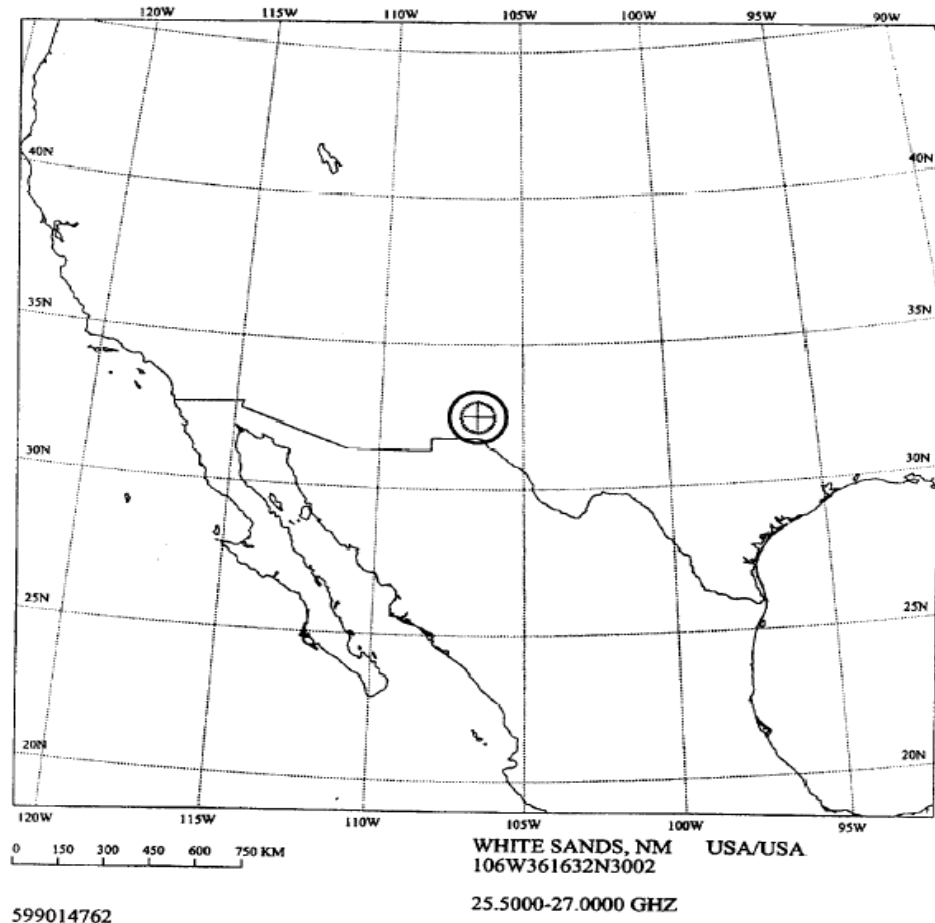 120W 115W 110W 105W 100W 95W 90W
40N 40N
35N 35N
30N 30N
25N 25N
20N 20N
120W 115W 110W 105W 100W 95W
0 150 300 450 600 750 KM
WHITE SANDS, NM USA/USA
106W361632N3002
25.5000-27.0000 GHZ
599014762